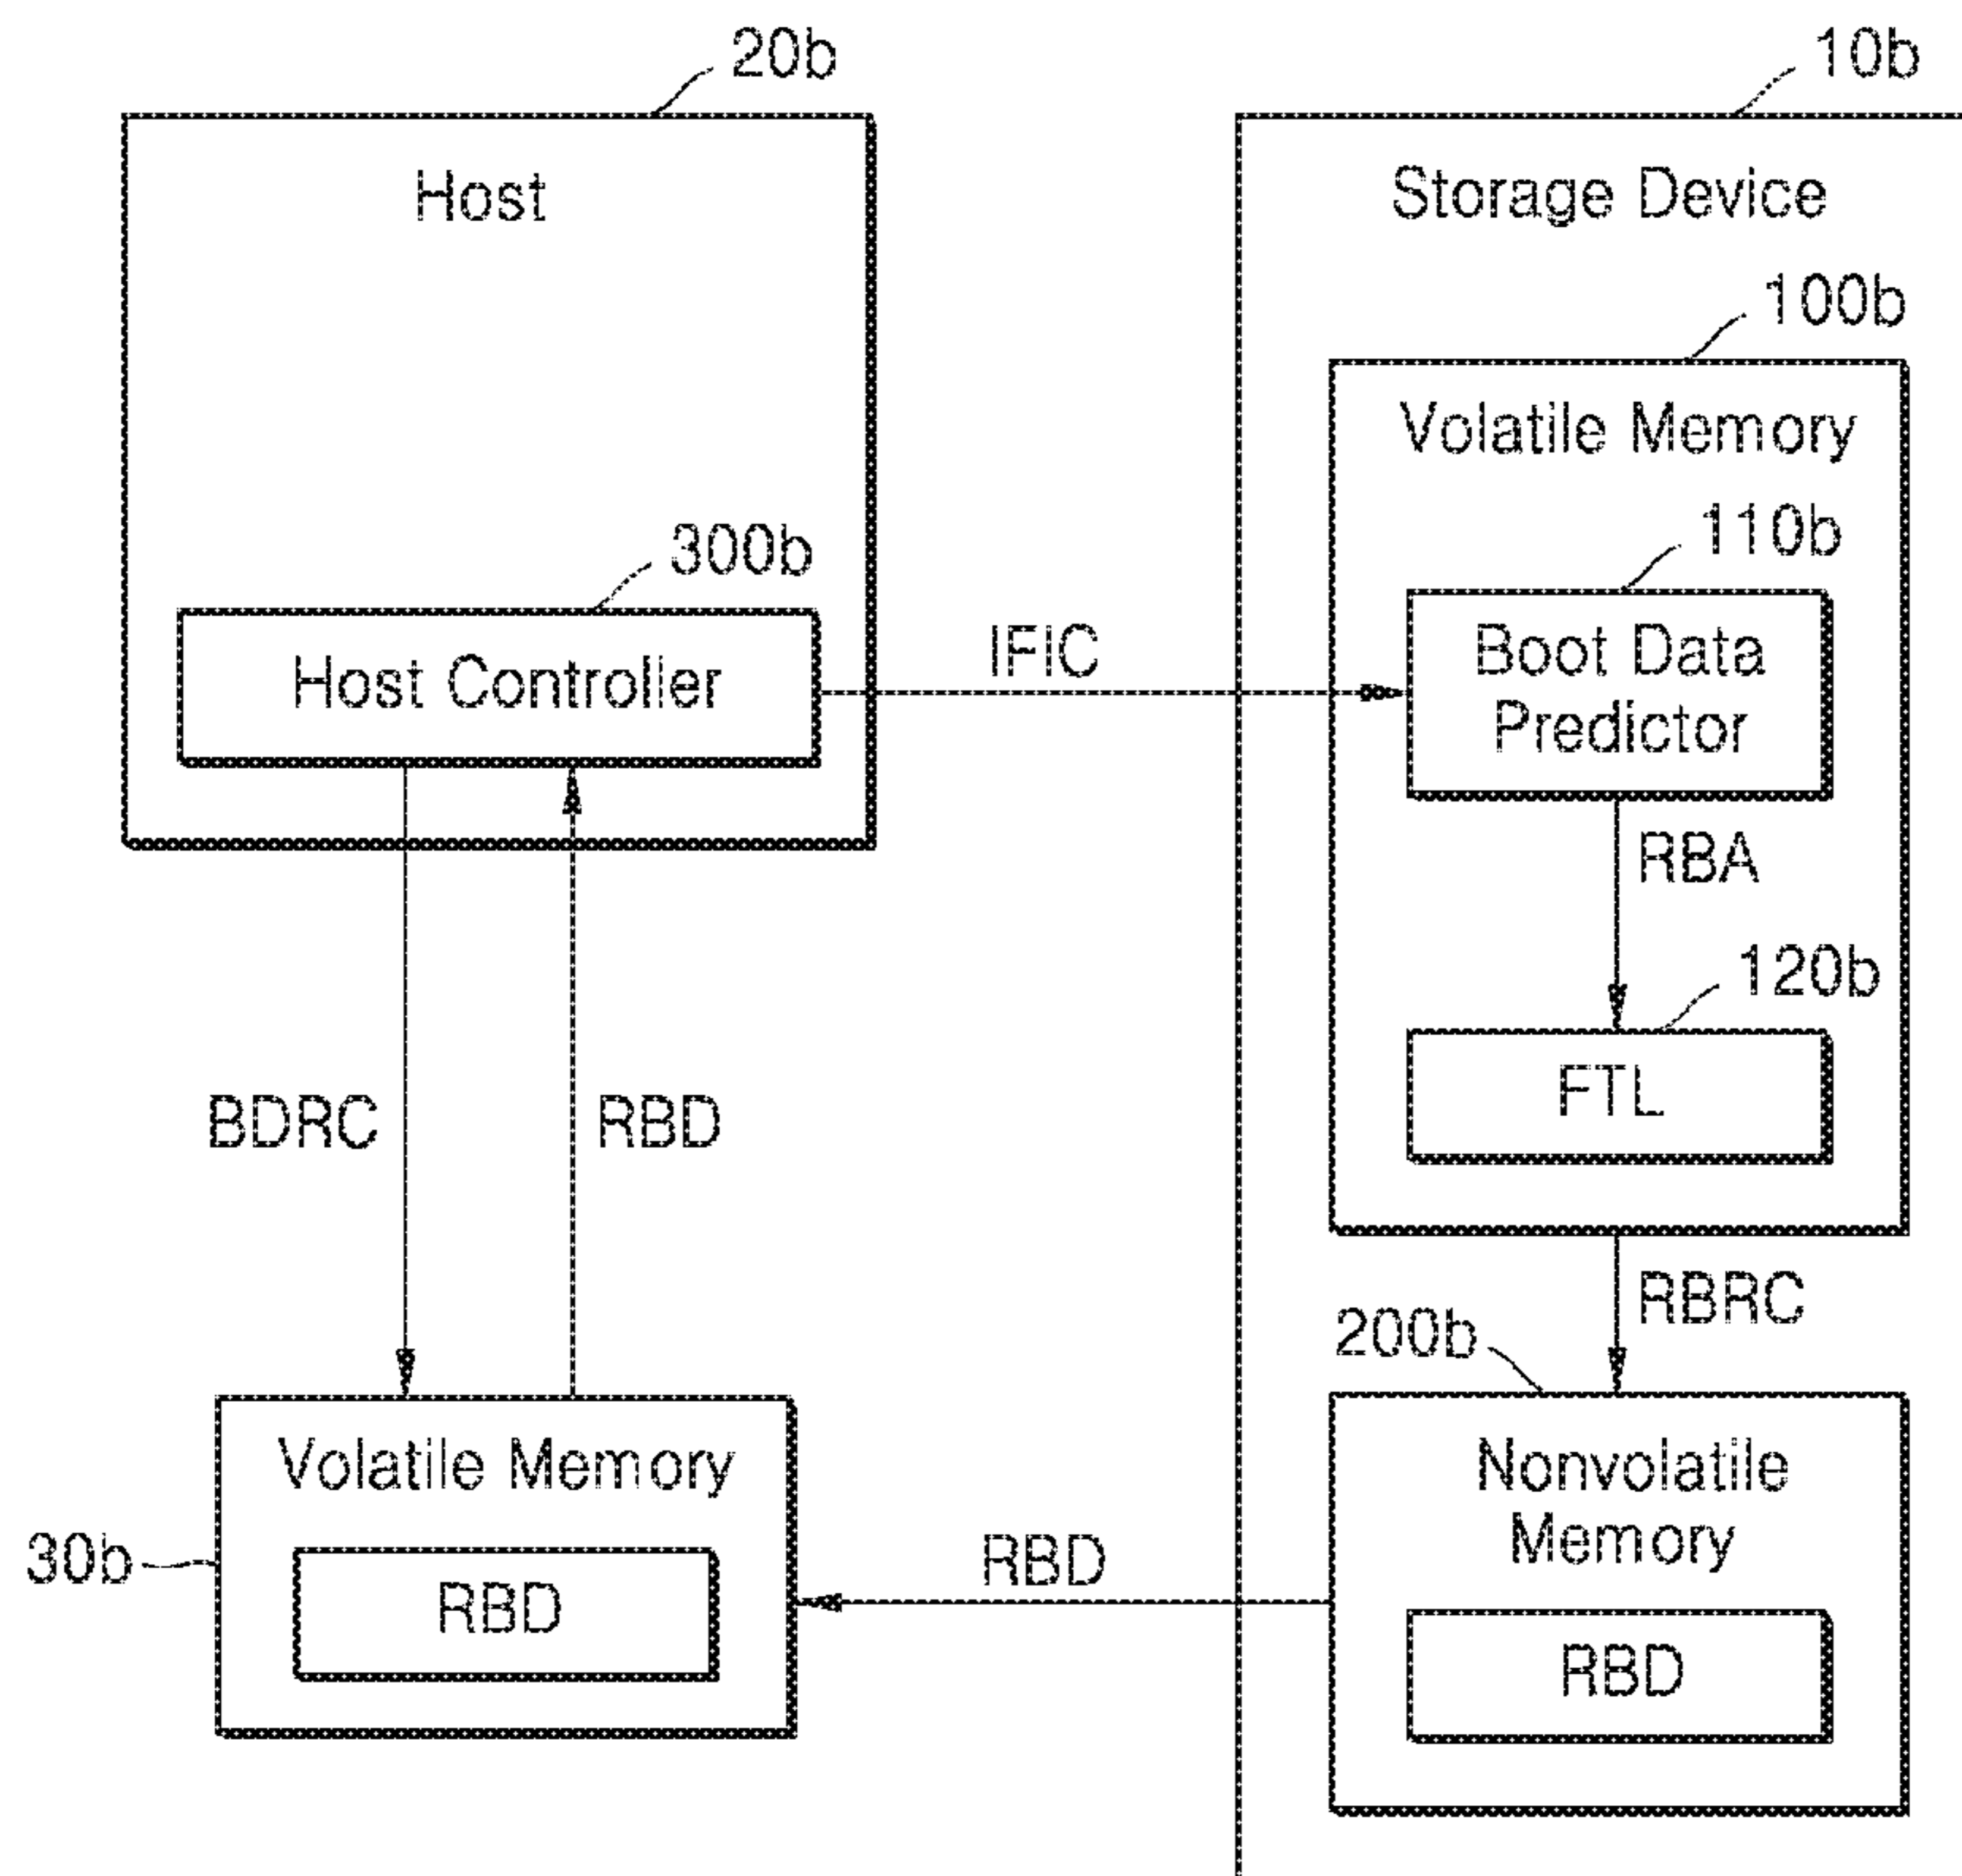 20b
10b
Host
Storage Device
100b
Volatile Memory
300b
110b
Host Controller
IFIC
Boot Data
Predictor
RBA
120b
FTL
BDRC
RBD
RBRC
200b
Volatile Memory
Nonvolatile
Memory
30b
RBD
RBD
RBD